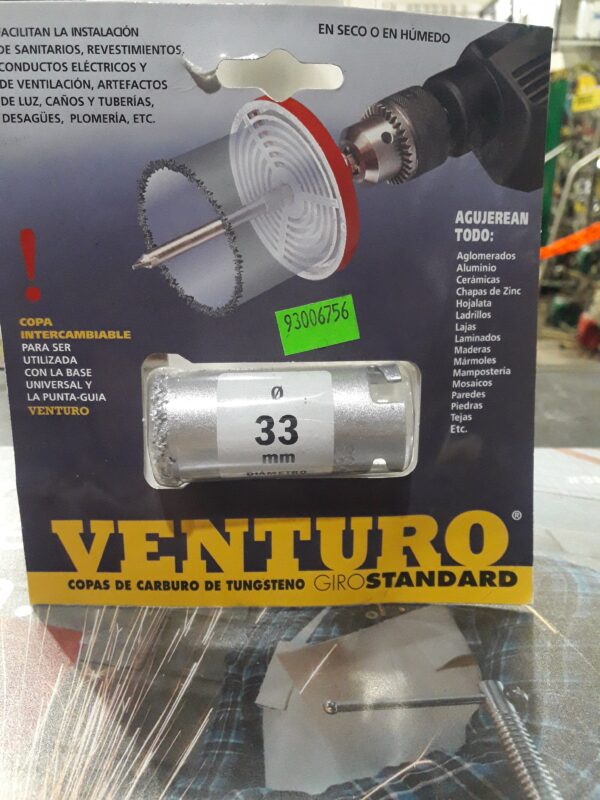 FACILITAN LA INSTALACIÓN
DE SANITARIOS, REVESTIMIENTOS,
CONDUCTOS ELÉCTRICOS Y
DE VENTILACIÓN, ARTEFACTOS
DE LUZ, CAÑOS Y TUBERÍAS,
DESAGÜES, PLOMERÍA, ETC.
EN SECO O EN HÚMEDO
AGUJEREAN
TODO:
Aglomerados
Aluminio
Cerámicas
Chapas de Zinc
Hojalata
Ladrillos
Lajas
Laminados
Maderas
Mármoles
Mampostería
Mosaicos
Paredes
Piedras
Tejas
Etc.
!
COPA
INTERCAMBIABLE
PARA SER
UTILIZADA
CON LA BASE
UNIVERSAL Y
LA PUNTA-GUIA
VENTURO
93006756
Ø
33
mm
DIÁMETRO
33
VENTURO®
COPAS DE CARBURO DE TUNGSTENO GIROSTANDARD